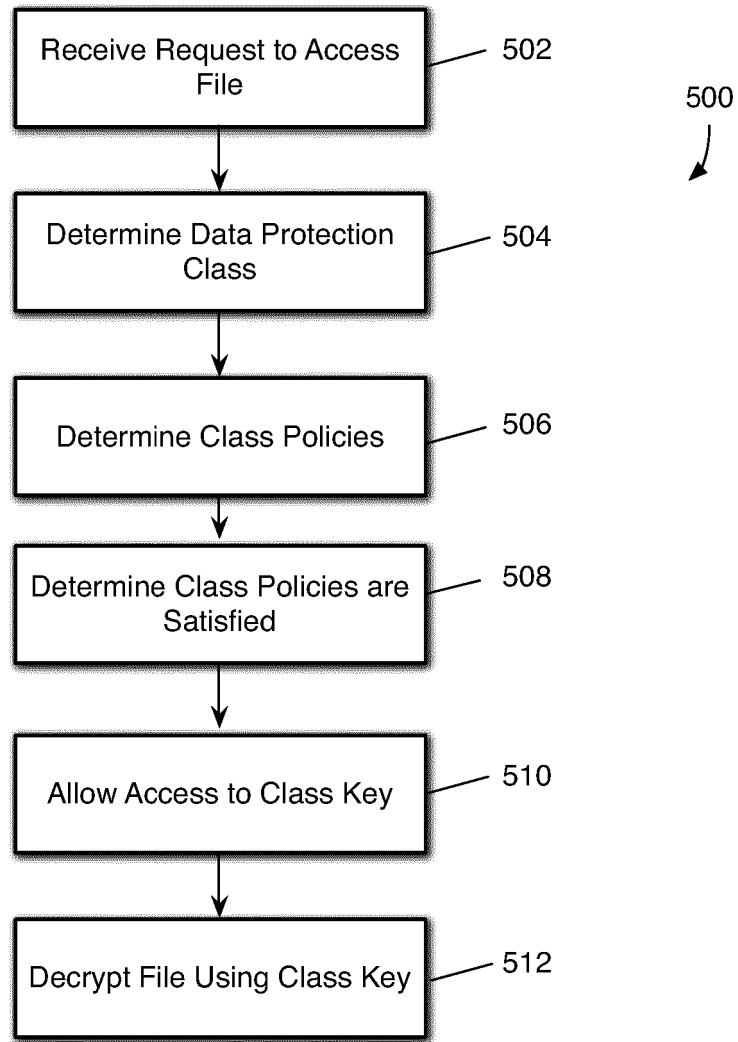 Receive Request to Access
File
502
500
Determine Data Protection
Class
504
Determine Class Policies
506
Determine Class Policies are
Satisfied
508
Allow Access to Class Key
510
Decrypt File Using Class Key
512